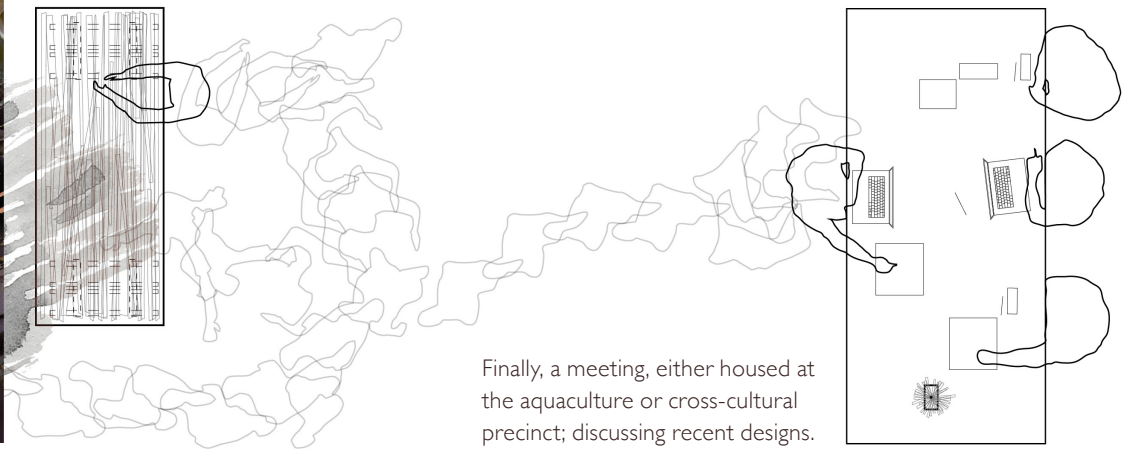 Finally, a meeting, either housed at
the aquaculture or cross-cultural
precinct; discussing recent designs.